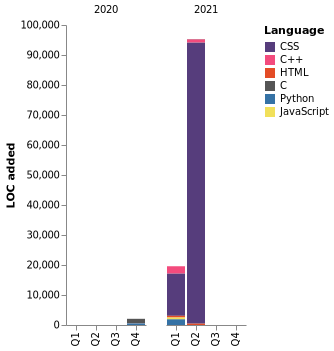 2020 2021
Language
CSS
C++
HTML
C
Python
JavaScript
LOC added
100,000
90,000
80,000
70,000
60,000
50,000
40,000
30,000
20,000
10,000
0
Q1 Q2 Q3 Q4 Q1 Q2 Q3 Q4